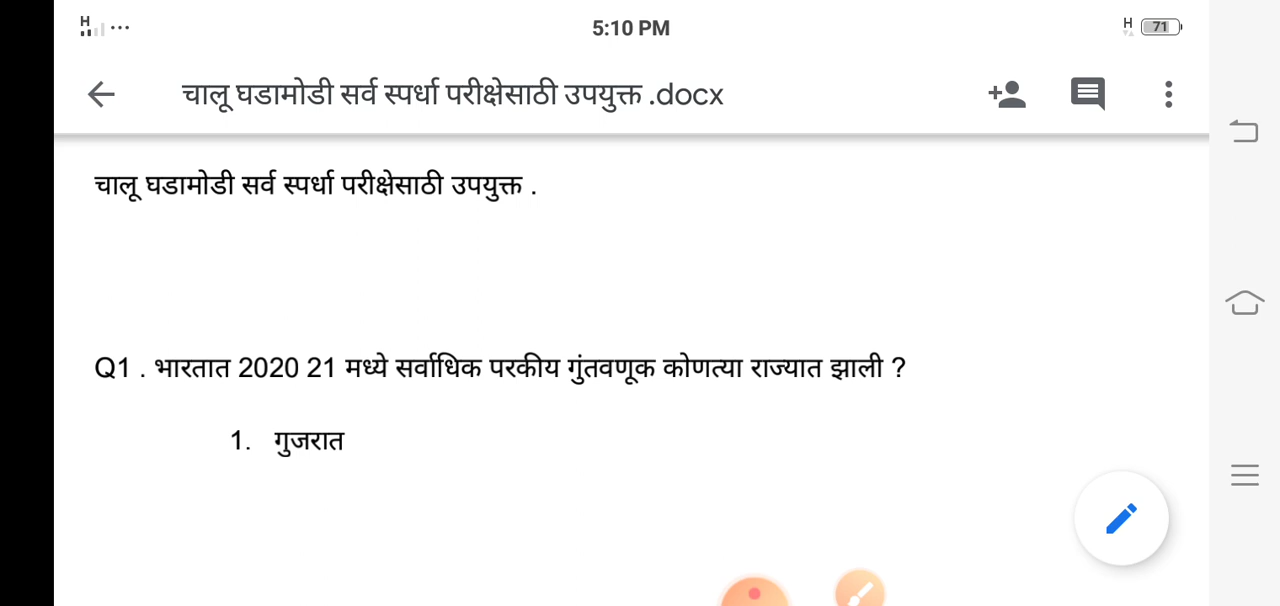 H ... 5:10 PM H 71
चालू घडामोडी सर्व स्पर्धा परीक्षेसाठी उपयुक्त .docx
चालू घडामोडी सर्व स्पर्धा परीक्षेसाठी उपयुक्त .
Q1 . भारतात 2020 21 मध्ये सर्वाधिक परकीय गुंतवणूक कोणत्या राज्यात झाली ?
1. गुजरात